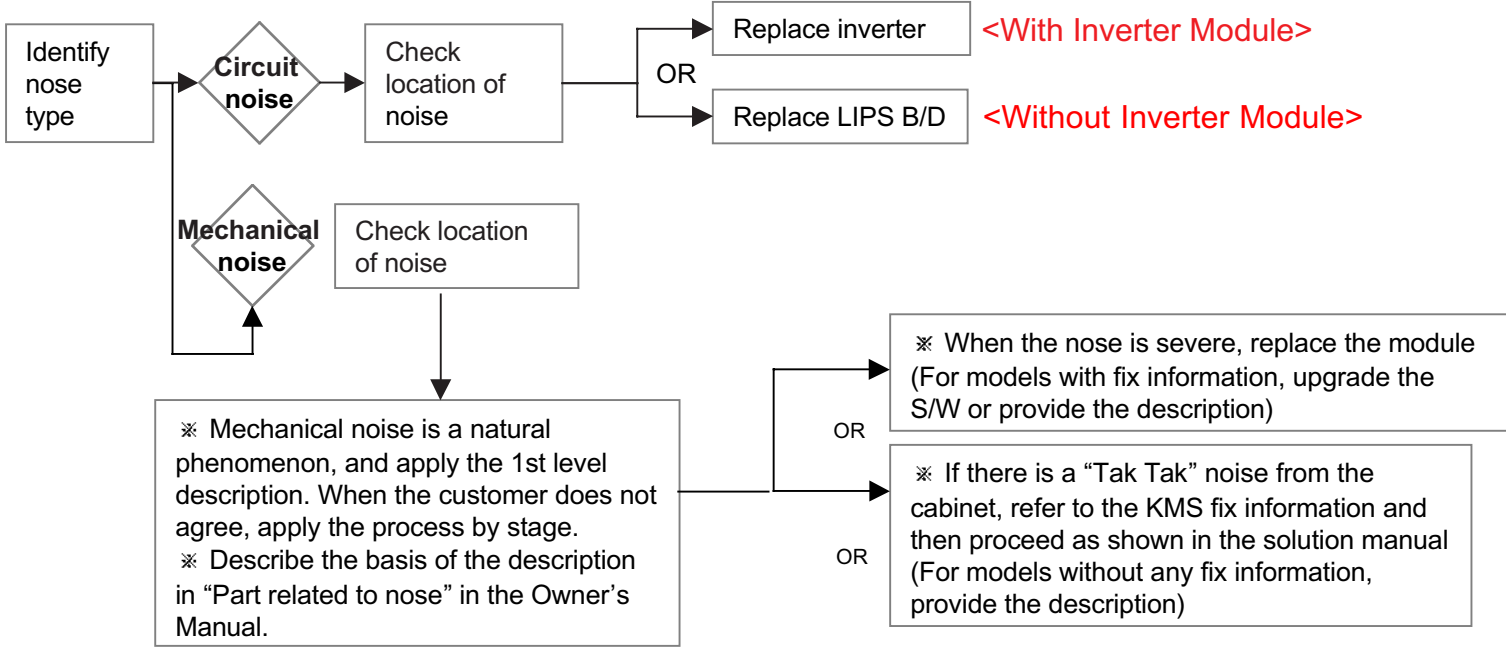 Identify
nose
type
Circuit
noise
Check
location of
noise
Replace inverter
<With Inverter Module>
OR
Replace LIPS B/D
<Without Inverter Module>
Mechanical
noise
Check location
of noise
※ Mechanical noise is a natural
phenomenon, and apply the 1st level
description. When the customer does not
agree, apply the process by stage.
※ Describe the basis of the description
in “Part related to nose” in the Owner’s
Manual.
※ When the nose is severe, replace the module
(For models with fix information, upgrade the
S/W or provide the description)
OR
※ If there is a “Tak Tak” noise from the
cabinet, refer to the KMS fix information and
then proceed as shown in the solution manual
(For models without any fix information,
provide the description)
OR